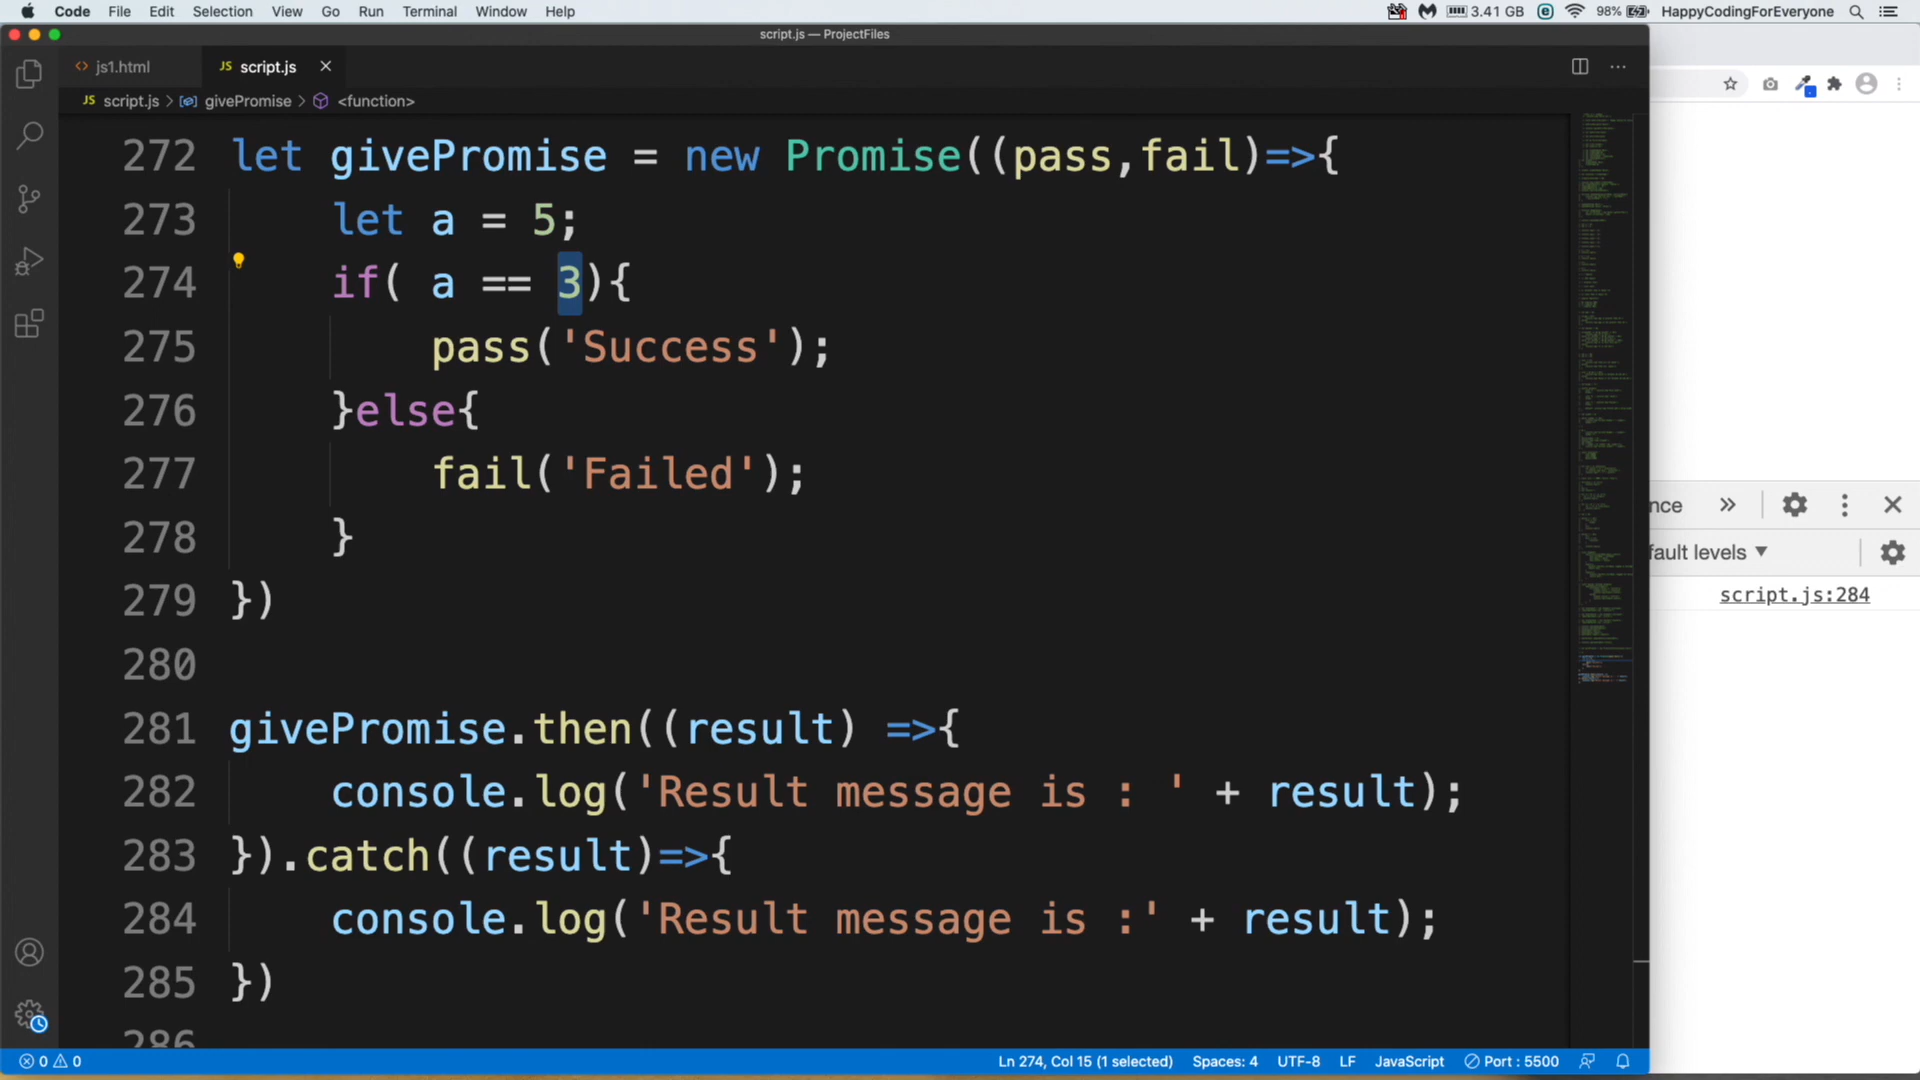 Code File Edit Selection View Go Run Terminal Window Help 3.41 GB 98% HappyCodingForEveryone
script.js — ProjectFiles
js1.html JS script.js
JS script.js > givePromise > <function>
272 let givePromise = new Promise((pass,fail)=>{
273 let a = 5;
274 if( a == 3){
275 pass('Success');
276 }else{
277 fail('Failed');
278 }
279 })
280
281 givePromise.then((result) =>{
282 console.log('Result message is : ' + result);
283 }).catch((result)=>{
284 console.log('Result message is :' + result);
285 })
286
nce »
fault levels ▼
script.js:284
0 0 Ln 274, Col 15 (1 selected) Spaces: 4 UTF-8 LF JavaScript Port : 5500